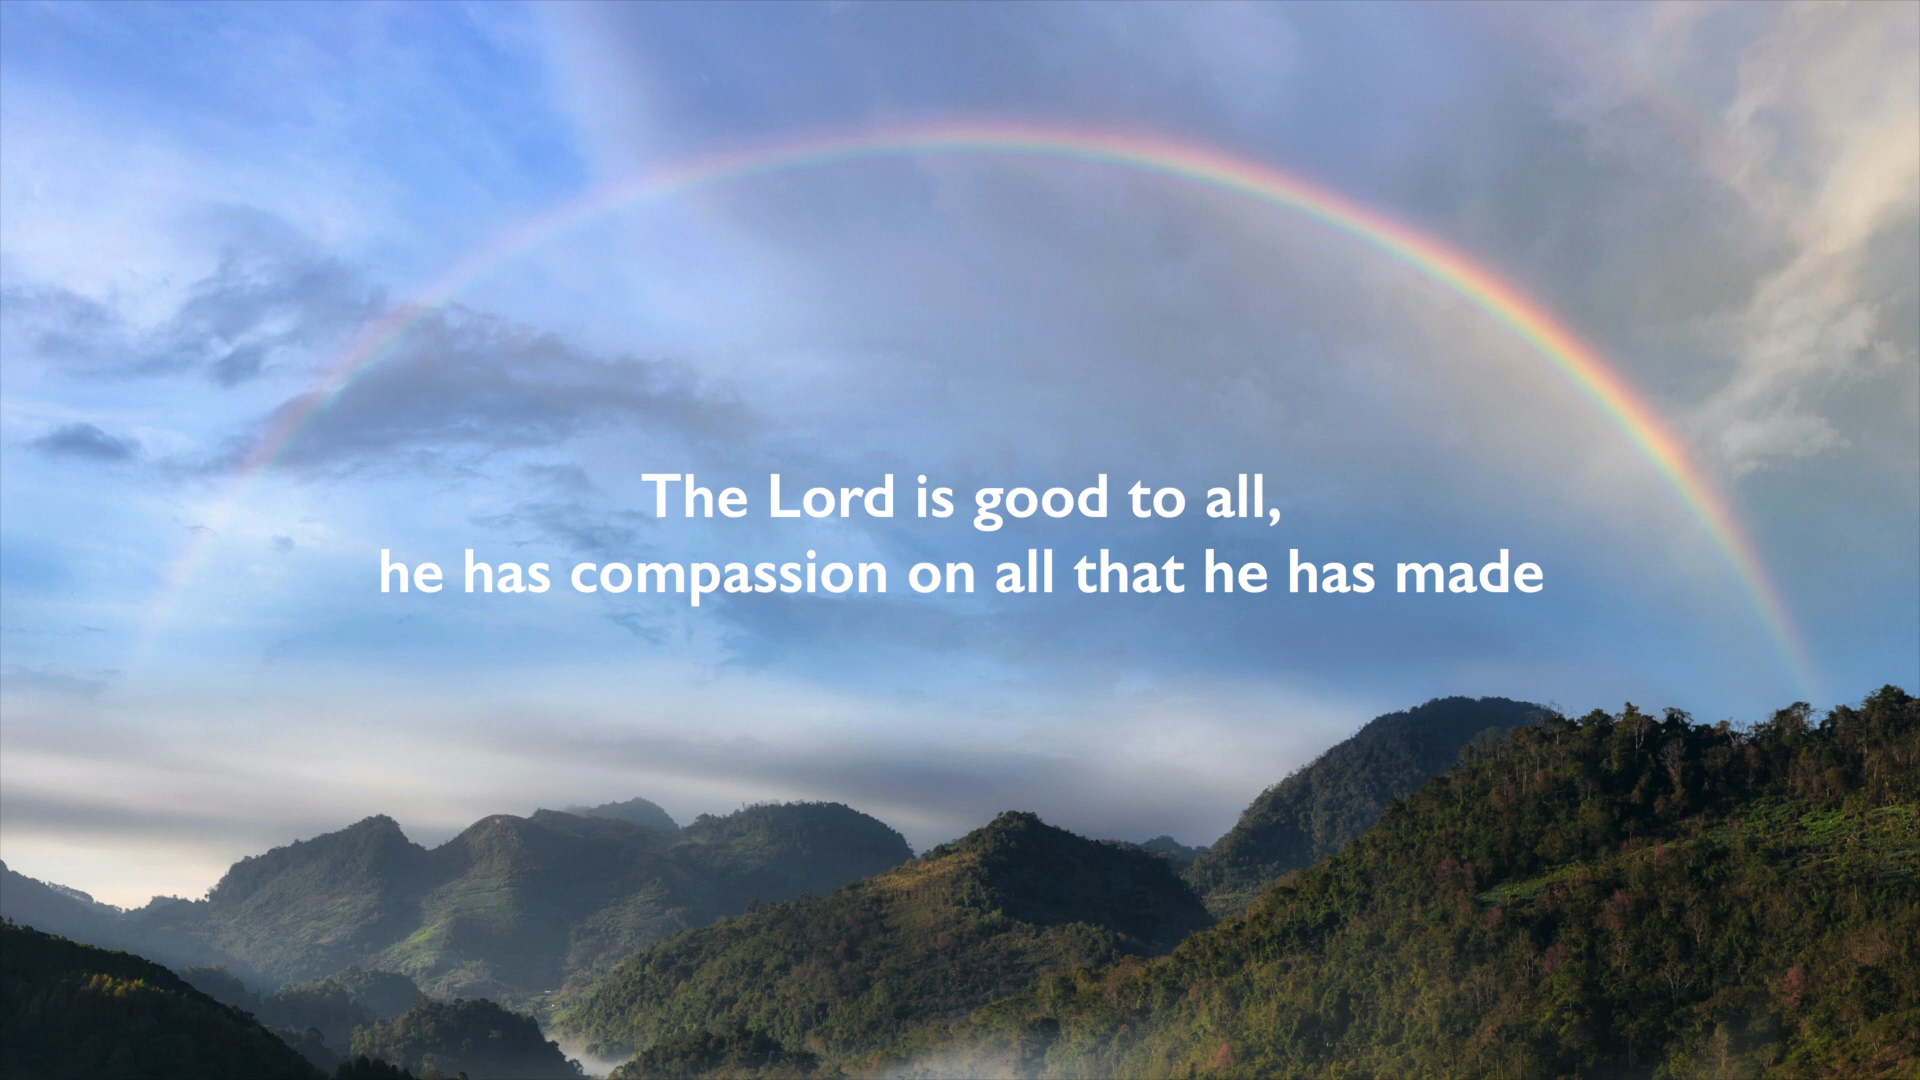 The Lord is good to all,
he has compassion on all that he has made